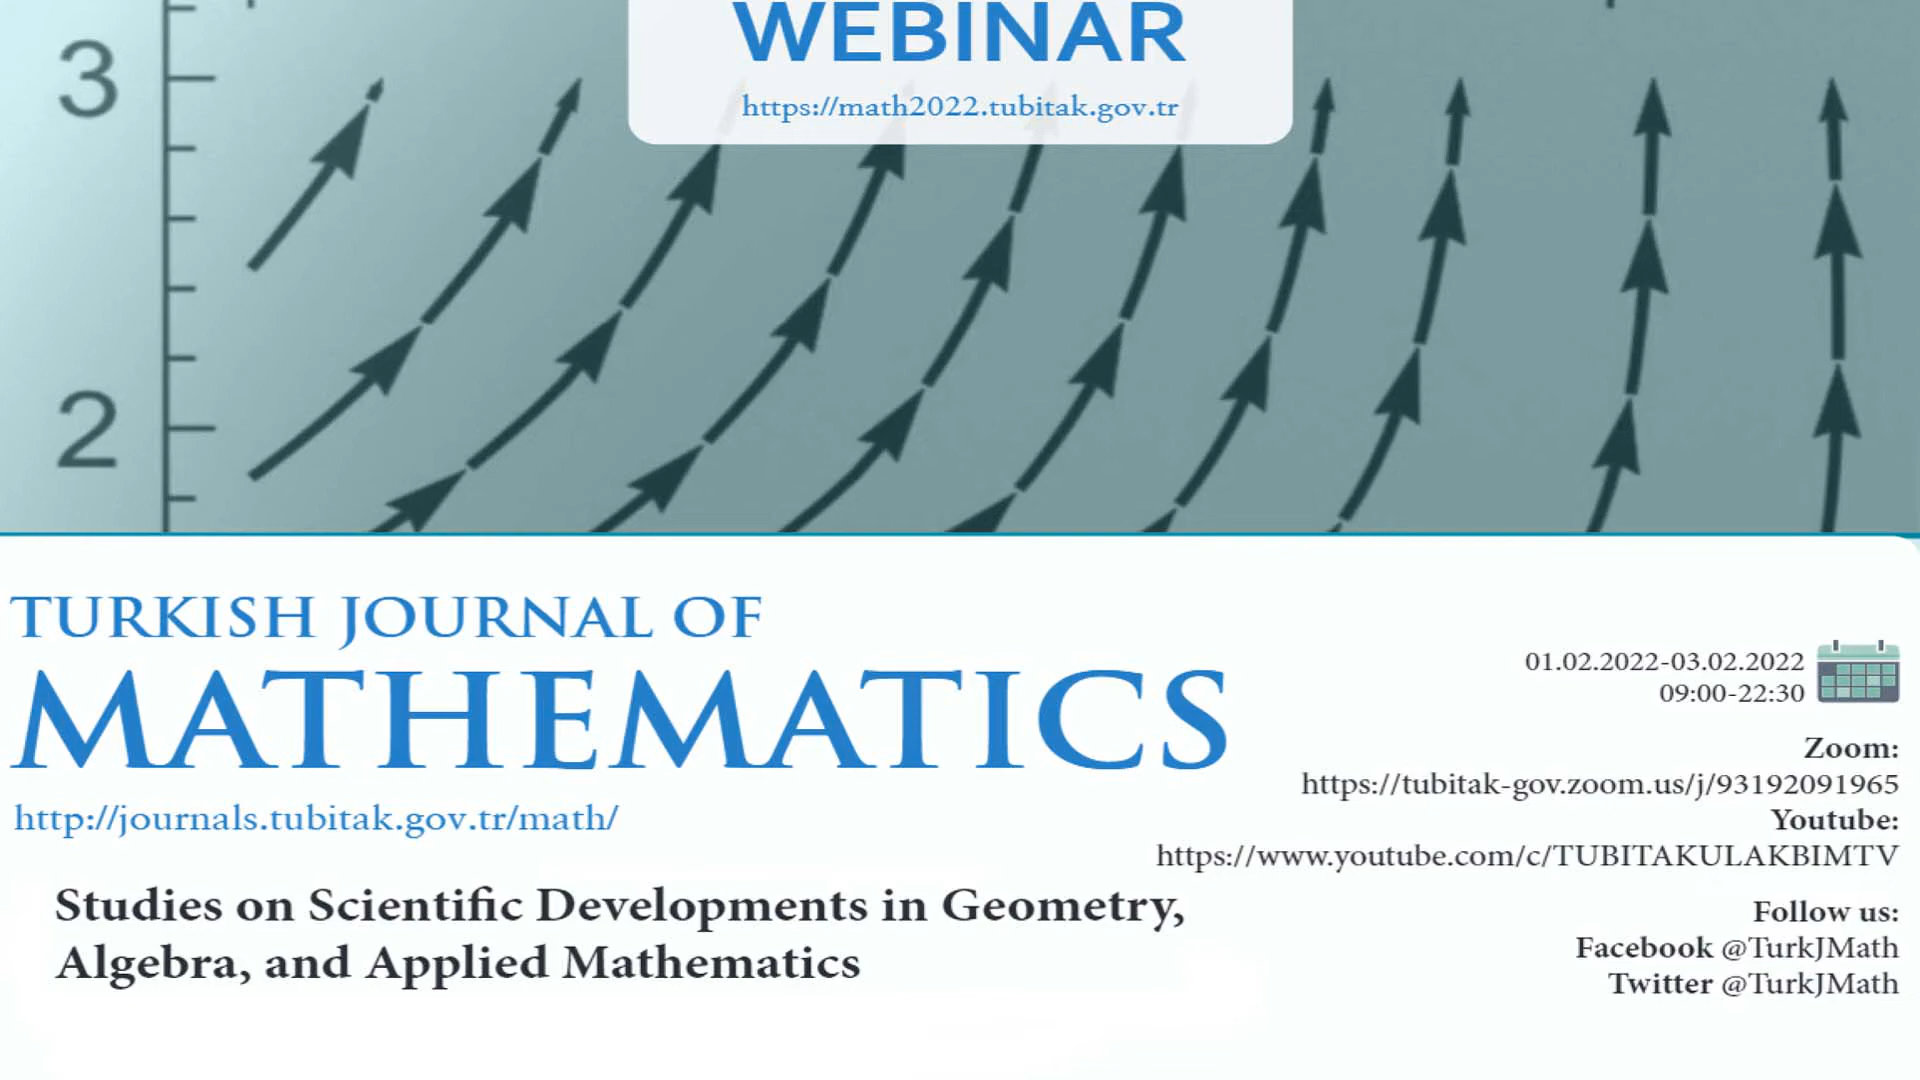 WEBINAR
https://math2022.tubitak.gov.tr
3
2
TURKISH JOURNAL OF
MATHEMATICS
http://journals.tubitak.gov.tr/math/
Studies on Scientific Developments in Geometry,
Algebra, and Applied Mathematics
01.02.2022-03.02.2022
09:00-22:30
Zoom:
https://tubitak-gov.zoom.us/j/93192091965
Youtube:
https://www.youtube.com/c/TUBITAKULAKBIMTV
Follow us:
Facebook @TurkJMath
Twitter @TurkJMath